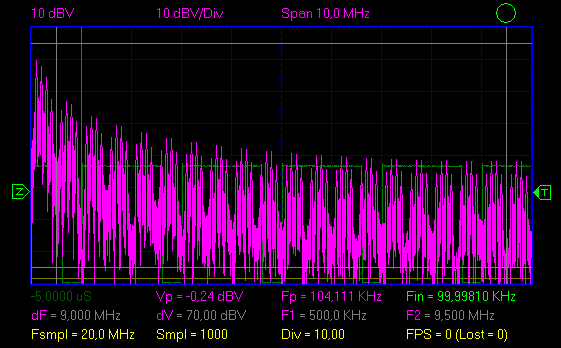 10 dBV 10 dBV/Div Span 10,0 MHz
Z T
-5.0000 uS Vp = -0,24 dBV Fp = 104,111 KHz Fin = 99,99810 KHz
dF = 9,000 MHz dV = 70,00 dBV F1 = 500,0 KHz F2 = 9,500 MHz
Fsmpl = 20,0 MHz Smpl = 1000 Div = 10,00 FPS = 0 (Lost = 0)